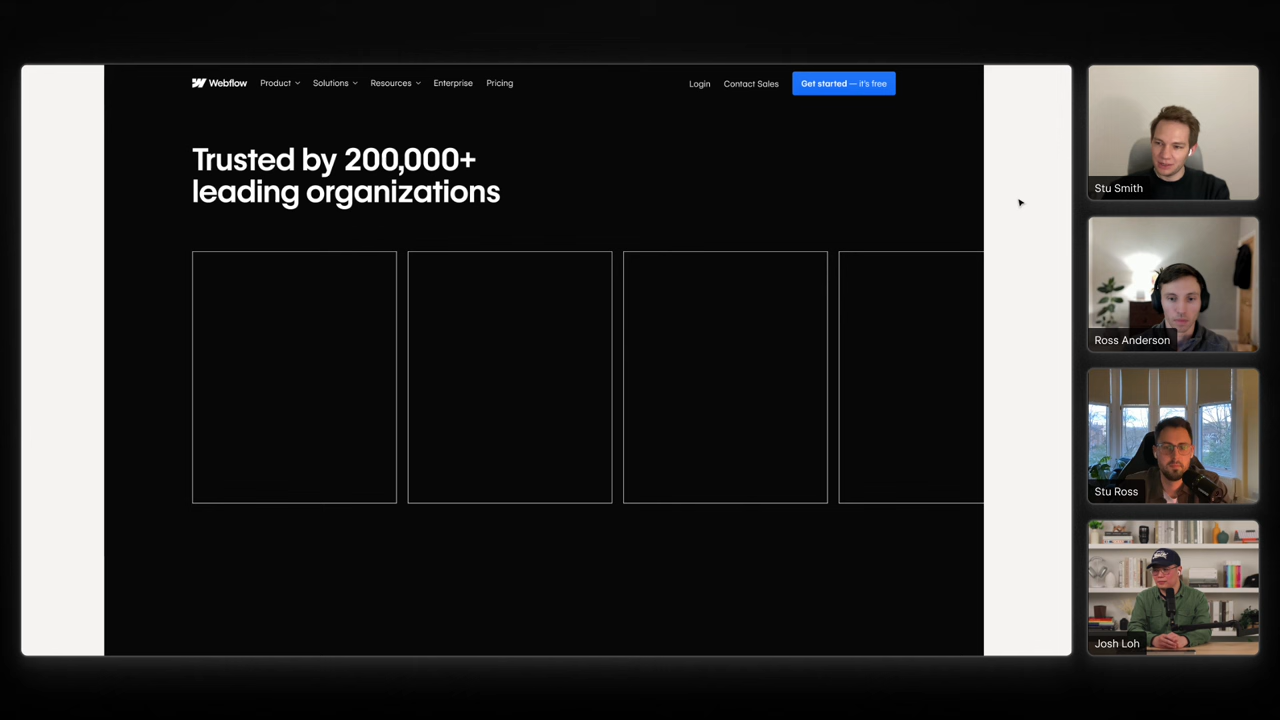 Webflow
Product
Solutions
Resources
Enterprise
Pricing
Login
Contact Sales
Get started — it's free
Trusted by 200,000+
leading organizations
Stu Smith
Ross Anderson
Stu Ross
Josh Loh